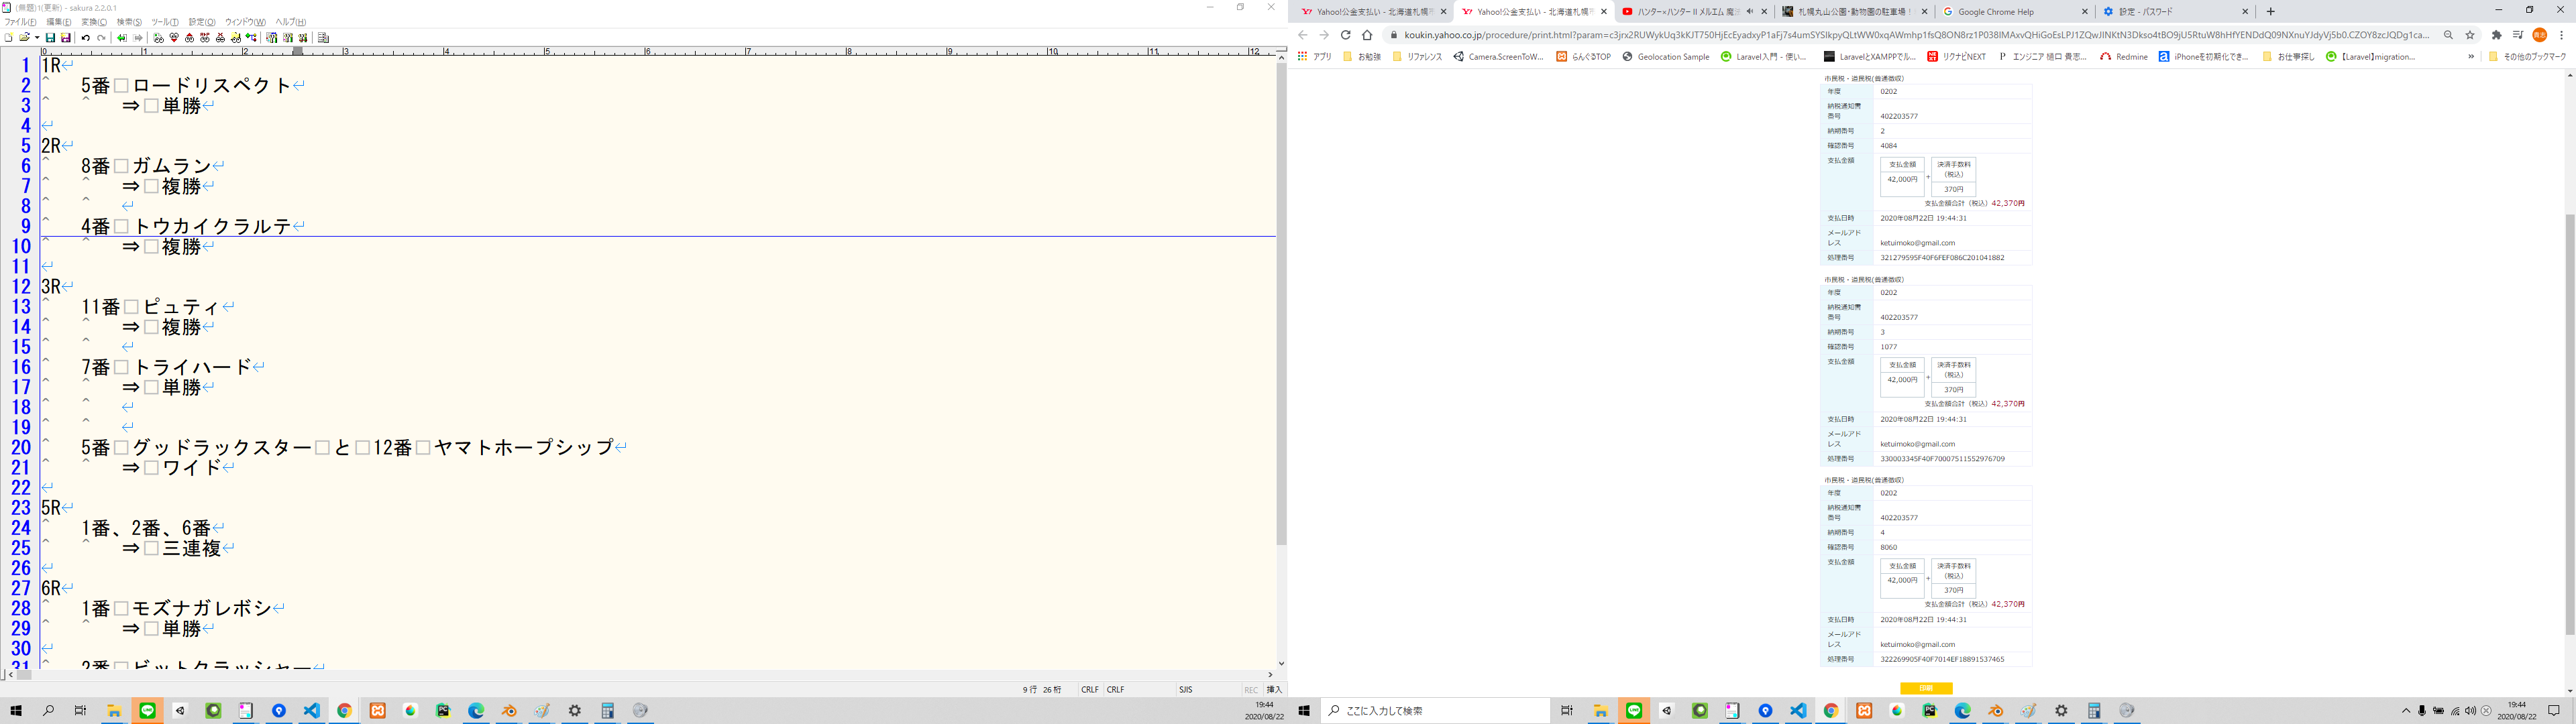 (無題)1(更新) - sakura 2.2.0.1
ファイル(F) 編集(E) 変換(C) 検索(S) ツール(T) 設定(O) ウィンドウ(W) ヘルプ(H)
0 1 2 3 4 5 6 7 8 9 10 11 12
1 1R
2 5番□ロードリスペクト
3 ⇒□単勝
4
5 2R
6 8番□ガムラン
7 ⇒□複勝
8
9 4番□トウカイクラルテ
10 ⇒□複勝
11
12 3R
13 11番□ピュティ
14 ⇒□複勝
15
16 7番□トライハード
17 ⇒□単勝
18
19
20 5番□グッドラックスター□と□12番□ヤマトホープシップ
21 ⇒□ワイド
22
23 5R
24 1番、2番、6番
25 ⇒□三連複
26
27 6R
28 1番□モズナガレボシ
29 ⇒□単勝
30
31 2番□ビットクラッシャー
9 行 26 桁 CRLF CRLF SJIS REC 挿入
19:44
2020/08/22
Yahoo!公金支払い - 北海道札幌市
Yahoo!公金支払い - 北海道札幌市
ハンター×ハンター II メルエム 魔
札幌丸山公園・動物園の駐車場！
Google Chrome Help
設定 - パスワード
koukin.yahoo.co.jp/procedure/print.html?param=
アプリ お勉強 リファレンス Camera.ScreenToW... らんぐるTOP Geolocation Sample Laravel入門 - 使い... LaravelとXAMPPでル... リクナビNEXT エンジニア 樋口 貴志... Redmine iPhoneを初期化でき... お仕事探し 【Laravel】migration... » その他のブックマーク
市民税・道民税(普通徴収)
年度 0202
納税通知書番号 402203577
納期番号 2
確認番号 4084
支払金額 支払金額 42,000円 + 決済手数料(税込) 370円
支払金額合計（税込）42,370円
支払日時 2020年08月22日 19:44:31
メールアドレス ketuimoko@gmail.com
処理番号 321279595F40F6FEF086C201041882
市民税・道民税(普通徴収)
年度 0202
納税通知書番号 402203577
納期番号 3
確認番号 1077
支払金額 支払金額 42,000円 + 決済手数料(税込) 370円
支払金額合計（税込）42,370円
支払日時 2020年08月22日 19:44:31
メールアドレス ketuimoko@gmail.com
処理番号 330003345F40F70007511552976709
市民税・道民税(普通徴収)
年度 0202
納税通知書番号 402203577
納期番号 4
確認番号 8060
支払金額 支払金額 42,000円 + 決済手数料(税込) 370円
支払金額合計（税込）42,370円
支払日時 2020年08月22日 19:44:31
メールアドレス ketuimoko@gmail.com
処理番号 322269905F40F7014EF18891537465
印刷
ここに入力して検索
19:44
2020/08/22